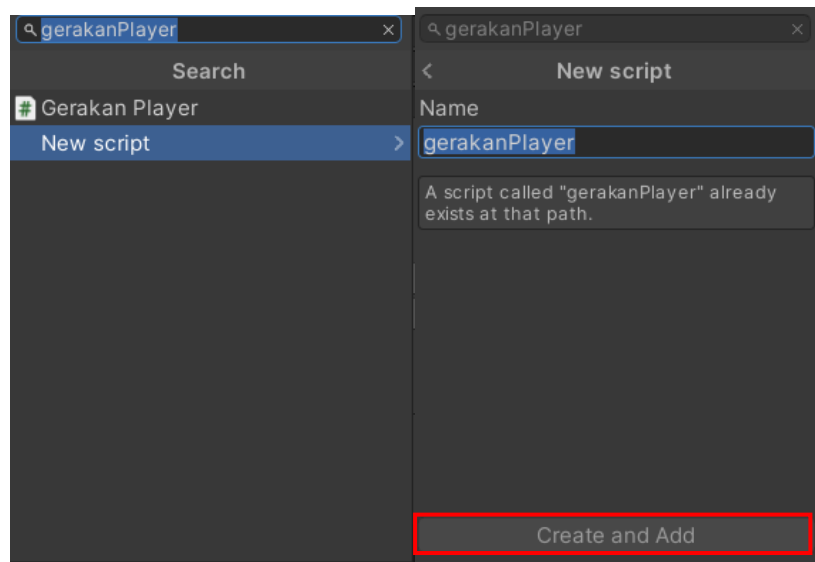 gerakanPlayer
Search
# Gerakan Player
New script
gerakanPlayer
New script
Name
gerakanPlayer
A script called "gerakanPlayer" already
exists at that path.
Create and Add